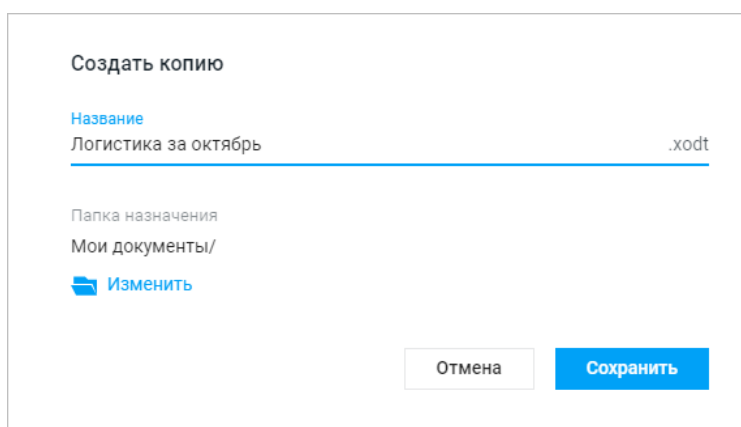 Создать копию
Название
Логистика за октябрь .xodt
Папка назначения
Мои документы/
Изменить
Отмена Сохранить